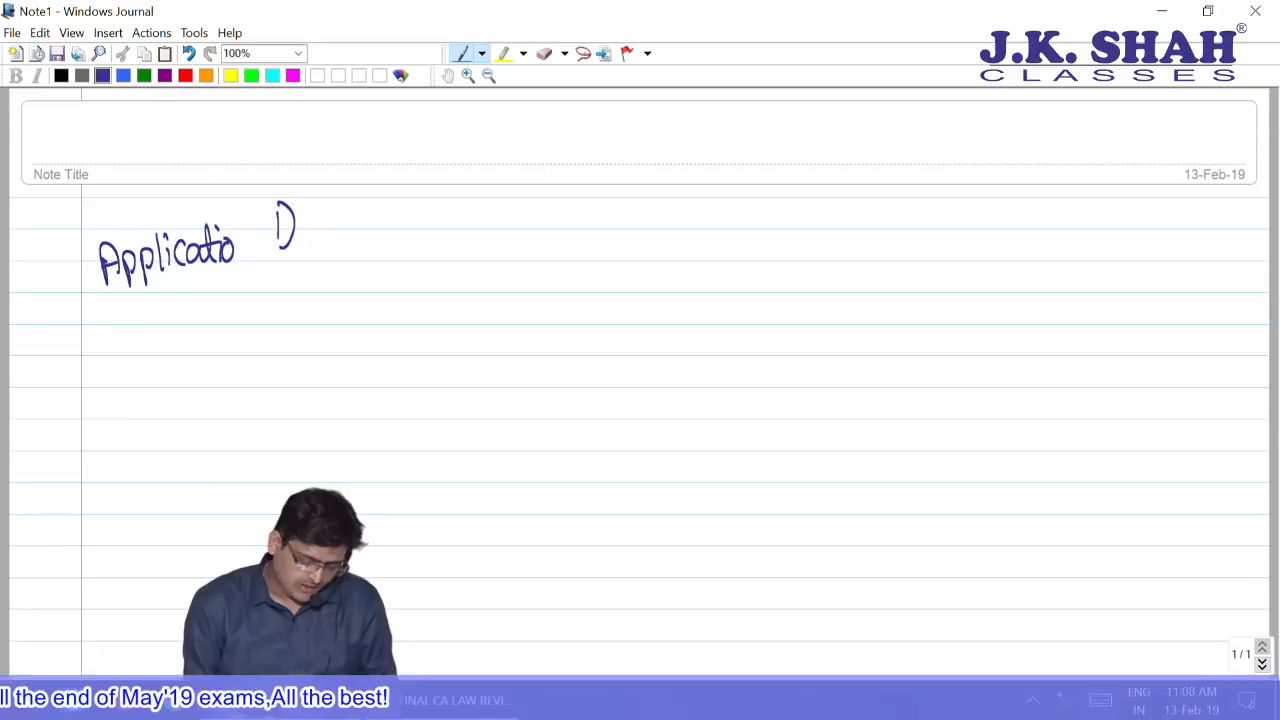 Note1 - Windows Journal
File Edit View Insert Actions Tools Help
100%
B I
J.K. SHAH®
CLASSES
Note Title
13-Feb-19
Applicatio D
1 / 1
ll the end of May'19 exams,All the best!
FINAL CA LAW REVI...
ENG
IN
11:08 AM
13-Feb-19